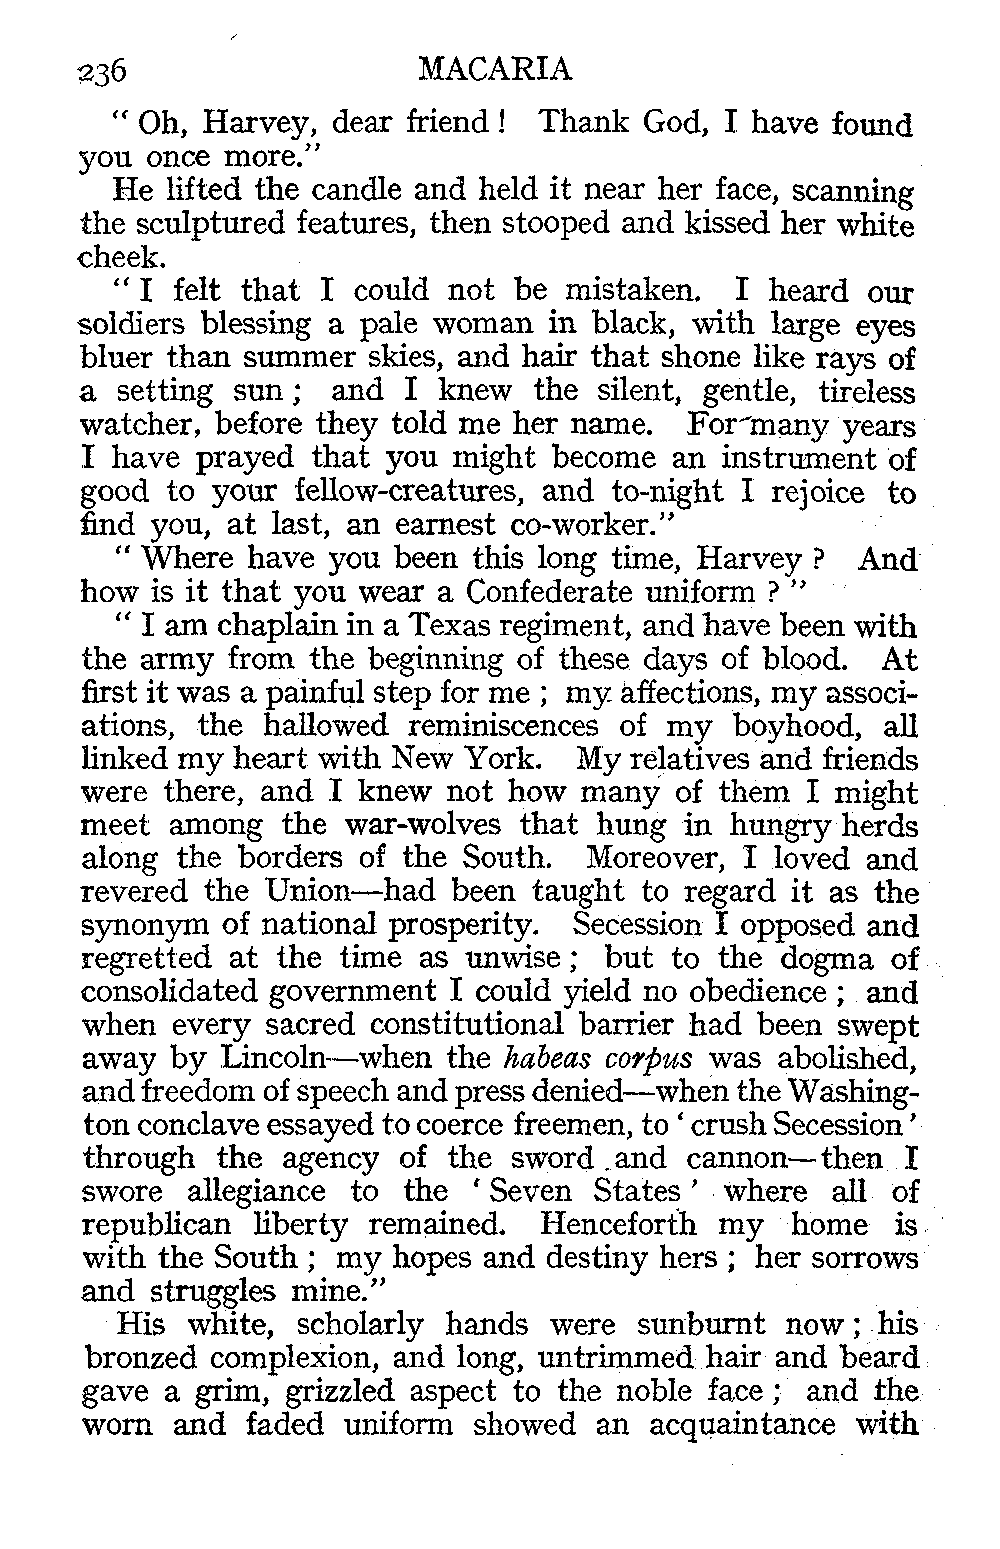 236 MACARIA
“ Oh, Harvey, dear friend ! Thank God, I have found
you once more.”
He lifted the candle and held it near her face, scanning
the sculptured features, then stooped and kissed her white
cheek.
“ I felt that I could not be mistaken. I heard our
soldiers blessing a pale woman in black, with large eyes
bluer than summer skies, and hair that shone like rays of
a setting sun ; and I knew the silent, gentle, tireless
watcher, before they told me her name. For many years
I have prayed that you might become an instrument of
good to your fellow-creatures, and to-night I rejoice to
find you, at last, an earnest co-worker.”
“ Where have you been this long time, Harvey ? And
how is it that you wear a Confederate uniform ? ”
“ I am chaplain in a Texas regiment, and have been with
the army from the beginning of these days of blood. At
first it was a painful step for me ; my affections, my associ-
ations, the hallowed reminiscences of my boyhood, all
linked my heart with New York. My relatives and friends
were there, and I knew not how many of them I might
meet among the war-wolves that hung in hungry herds
along the borders of the South. Moreover, I loved and
revered the Union—had been taught to regard it as the
synonym of national prosperity. Secession I opposed and
regretted at the time as unwise ; but to the dogma of
consolidated government I could yield no obedience ; and
when every sacred constitutional barrier had been swept
away by Lincoln—when the habeas corpus was abolished,
and freedom of speech and press denied—when the Washing-
ton conclave essayed to coerce freemen, to ‘ crush Secession ’
through the agency of the sword and cannon—then I
swore allegiance to the ‘ Seven States ’ where all of
republican liberty remained. Henceforth my home is
with the South ; my hopes and destiny hers ; her sorrows
and struggles mine.”
His white, scholarly hands were sunburnt now ; his
bronzed complexion, and long, untrimmed hair and beard
gave a grim, grizzled aspect to the noble face ; and the
worn and faded uniform showed an acquaintance with